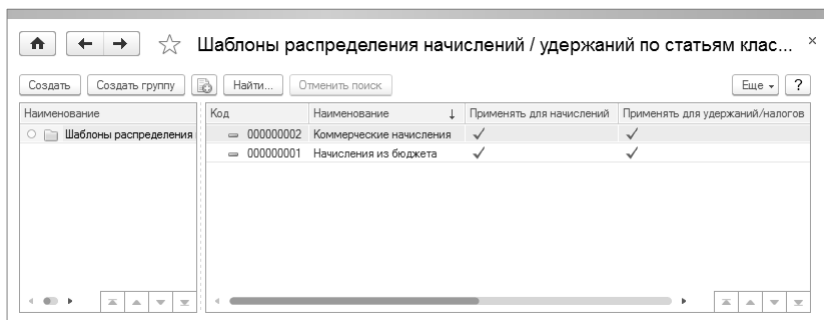 Шаблоны распределения начислений / удержаний по статьям клас...
Создать Создать группу Найти... Отменить поиск Еще ?
Наименование Код Наименование ↓ Применять для начислений Применять для удержаний/налогов
Шаблоны распределения 000000002 Коммерческие начисления
000000001 Начисления из бюджета